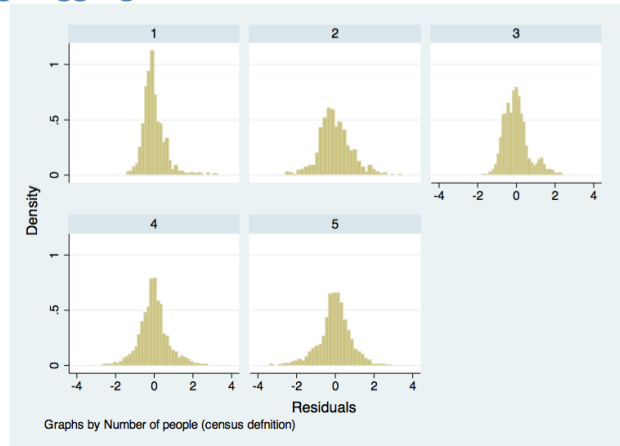 1 2 3
Density
0 .5 1
-4 -2 0 2 4
4 5
0 .5 1
-4 -2 0 2 4 -4 -2 0 2 4
Residuals
Graphs by Number of people (census defnition)